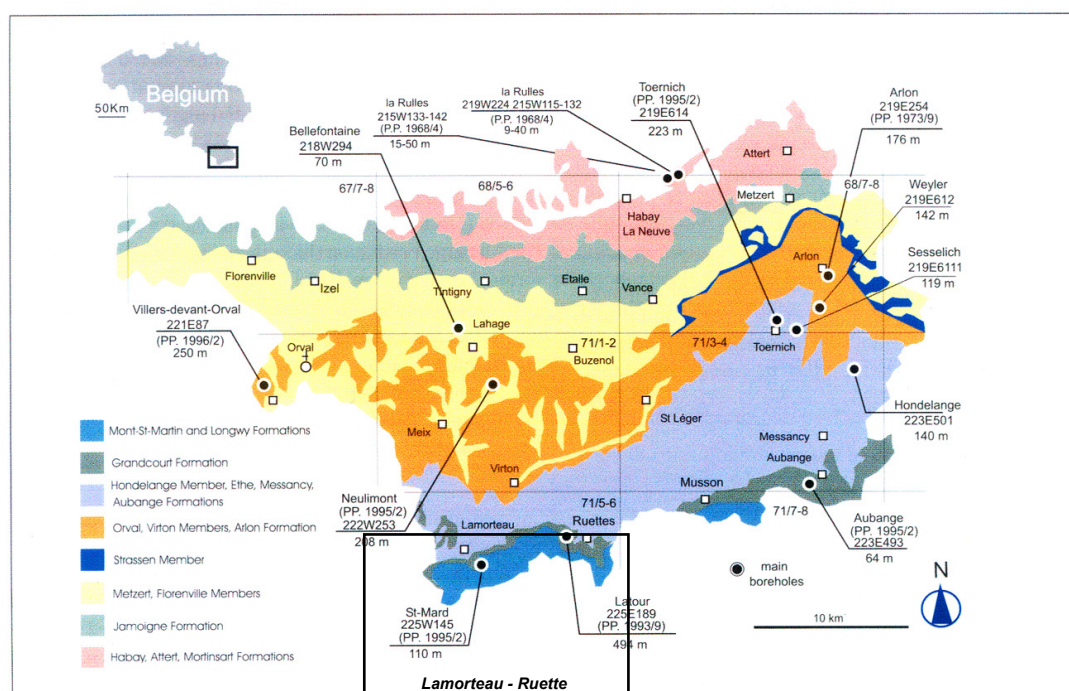 Belgium
50Km
la Rulles
215W133-142
(P.P. 1968/4)
15-50 m
la Rulles
219W224 215W115-132
(P.P. 1968/4)
9-40 m
Toernich
(PP. 1995/2)
219E614
223 m
Arlon
219E254
(PP. 1973/9)
176 m
Bellefontaine
218W294
70 m
Attert
67/7-8
68/5-6
Metzert
68/7-8
Weyler
219E612
142 m
Habay
La Neuve
Sesselich
219E6111
119 m
Arlon
Florenville
Izel
Tintigny
Etalle
Vance
Villers-devant-Orval
221E87
(PP. 1996/2)
250 m
Lahage
Orval
71/1-2
Buzenol
71/3-4
Toernich
Hondelange
223E501
140 m
St Léger
Meix
Messancy
Aubange
Virton
Musson
Neulimont
(PP. 1995/2)
222W253
208 m
71/5-6
71/7-8
Lamorteau
Ruettes
Aubange
(PP. 1995/2)
223E493
64 m
Mont-St-Martin and Longwy Formations
Grandcourt Formation
Hondelange Member, Ethe, Messancy,
Aubange Formations
Orval, Virton Members, Arlon Formation
Strassen Member
Metzert, Florenville Members
Jamoigne Formation
Habay, Attert, Mortinsart Formations
main
boreholes
N
10 km
St-Mard
225W145
(PP. 1995/2)
110 m
Latour
225E189
(PP. 1993/9)
494 m
Lamorteau - Ruette